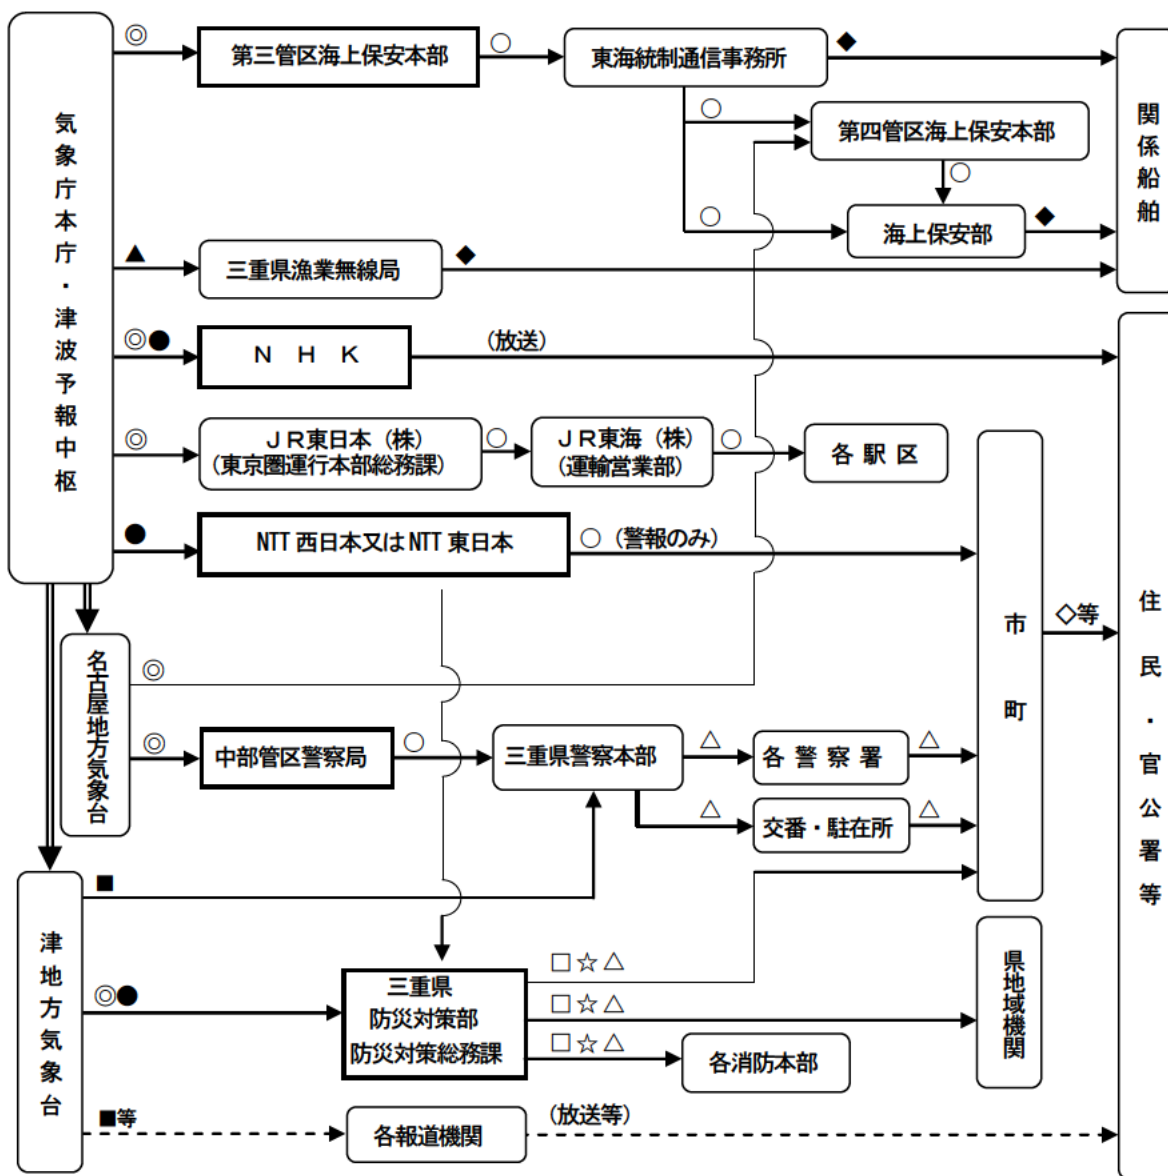 気象庁本庁・津波予報中枢
◎
第三管区海上保安本部
○
東海統制通信事務所
◆
関係船舶
○
第四管区海上保安本部
○
○
海上保安部
◆
▲
三重県漁業無線局
◆
◎●
NHK
(放送)
◎
JR東日本(株)
(東京圏運行本部総務課)
○
JR東海(株)
(運輸営業部)
○
各駅区
●
NTT西日本又はNTT東日本
○(警報のみ)
市町
◇等
住民・官公署等
名古屋地方気象台
◎
◎
中部管区警察局
○
三重県警察本部
△
各警察署
△
△
交番・駐在所
△
津地方気象台
■
◎●
三重県
防災対策部
防災対策総務課
□☆△
□☆△
県地域機関
□☆△
各消防本部
■等
各報道機関
(放送等)